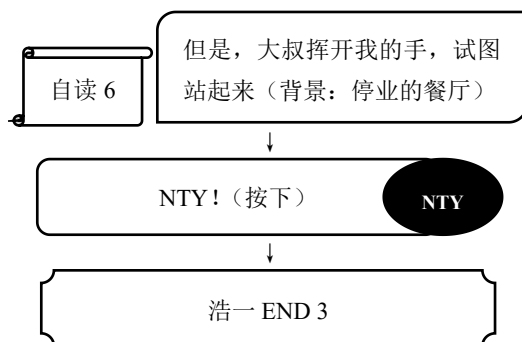 自读 6
但是，大叔挥开我的手，试图
站起来（背景：停业的餐厅）
NTY！（按下）
NTY
浩一 END 3